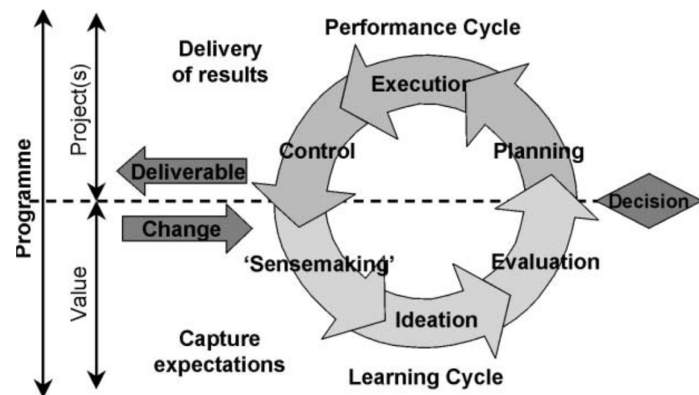 Performance Cycle
Delivery
of results
Execution
Project(s)
Control
Planning
Deliverable
Programme
Decision
Change
'Sensemaking'
Evaluation
Value
Ideation
Capture
expectations
Learning Cycle